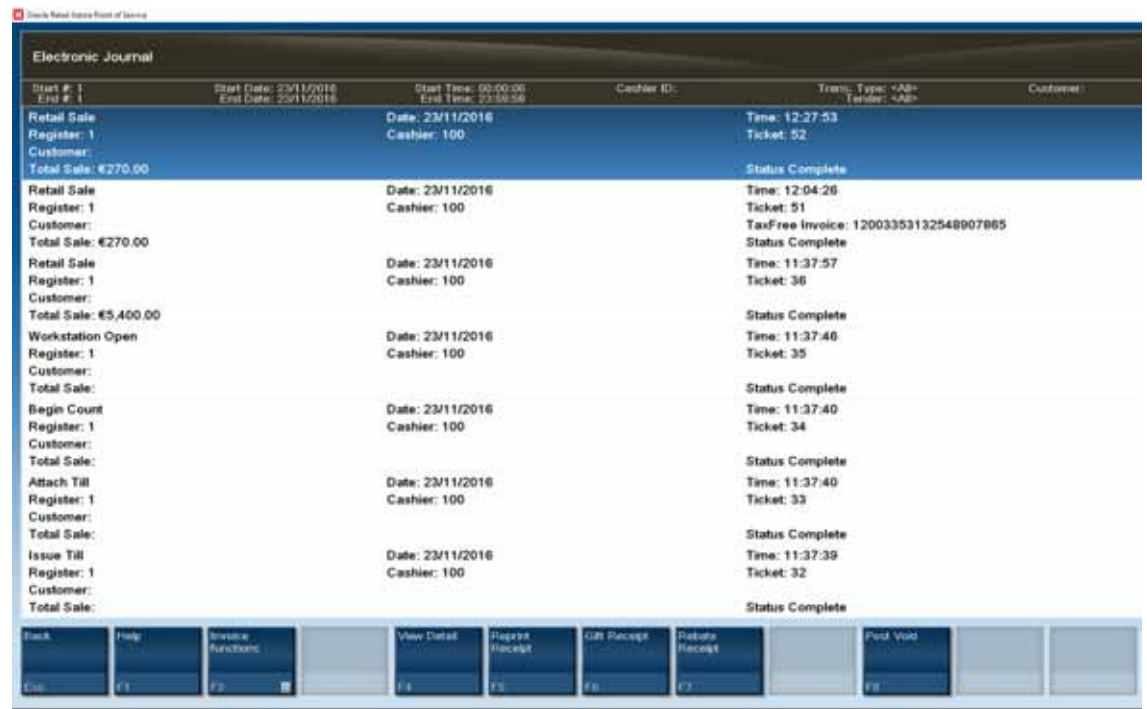 Oracle Retail Xstore Point of Service
Electronic Journal
Start #: 1 Start Date: 23/11/2016 Start Time: 00:00:06 Cashier ID: Trans. Type: <All> Customer:
End #: 1 End Date: 23/11/2016 End Time: 23:59:56 Tender: <All>
Retail Sale Date: 23/11/2016 Time: 12:27:53
Register: 1 Cashier: 100 Ticket: 52
Customer:
Total Sale: €270.00 Status Complete
Retail Sale Date: 23/11/2016 Time: 12:04:26
Register: 1 Cashier: 100 Ticket: 51
Customer: TaxFree Invoice: 12003353132548907865
Total Sale: €270.00 Status Complete
Retail Sale Date: 23/11/2016 Time: 11:37:57
Register: 1 Cashier: 100 Ticket: 36
Customer:
Total Sale: €5,400.00 Status Complete
Workstation Open Date: 23/11/2016 Time: 11:37:46
Register: 1 Cashier: 100 Ticket: 35
Customer:
Total Sale: Status Complete
Begin Count Date: 23/11/2016 Time: 11:37:40
Register: 1 Cashier: 100 Ticket: 34
Customer:
Total Sale: Status Complete
Attach Till Date: 23/11/2016 Time: 11:37:40
Register: 1 Cashier: 100 Ticket: 33
Customer:
Total Sale: Status Complete
Issue Till Date: 23/11/2016 Time: 11:37:39
Register: 1 Cashier: 100 Ticket: 32
Customer:
Total Sale: Status Complete
Back Help Invoice View Detail Reprint Gift Receipt Rebate Post Void
functions Receipt Receipt
Esc F1 F2 F4 F5 F6 F7 F8